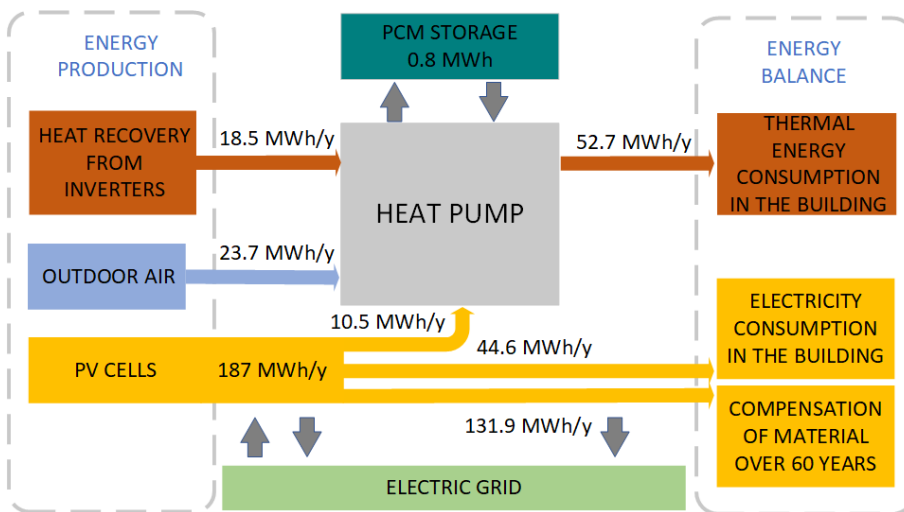 ENERGY
PRODUCTION
PCM STORAGE
0.8 MWh
ENERGY
BALANCE
HEAT RECOVERY
FROM
INVERTERS
18.5 MWh/y
HEAT PUMP
52.7 MWh/y
THERMAL
ENERGY
CONSUMPTION
IN THE BUILDING
OUTDOOR AIR
23.7 MWh/y
10.5 MWh/y
PV CELLS
187 MWh/y
44.6 MWh/y
ELECTRICITY
CONSUMPTION
IN THE BUILDING
131.9 MWh/y
COMPENSATION
OF MATERIAL
OVER 60 YEARS
ELECTRIC GRID